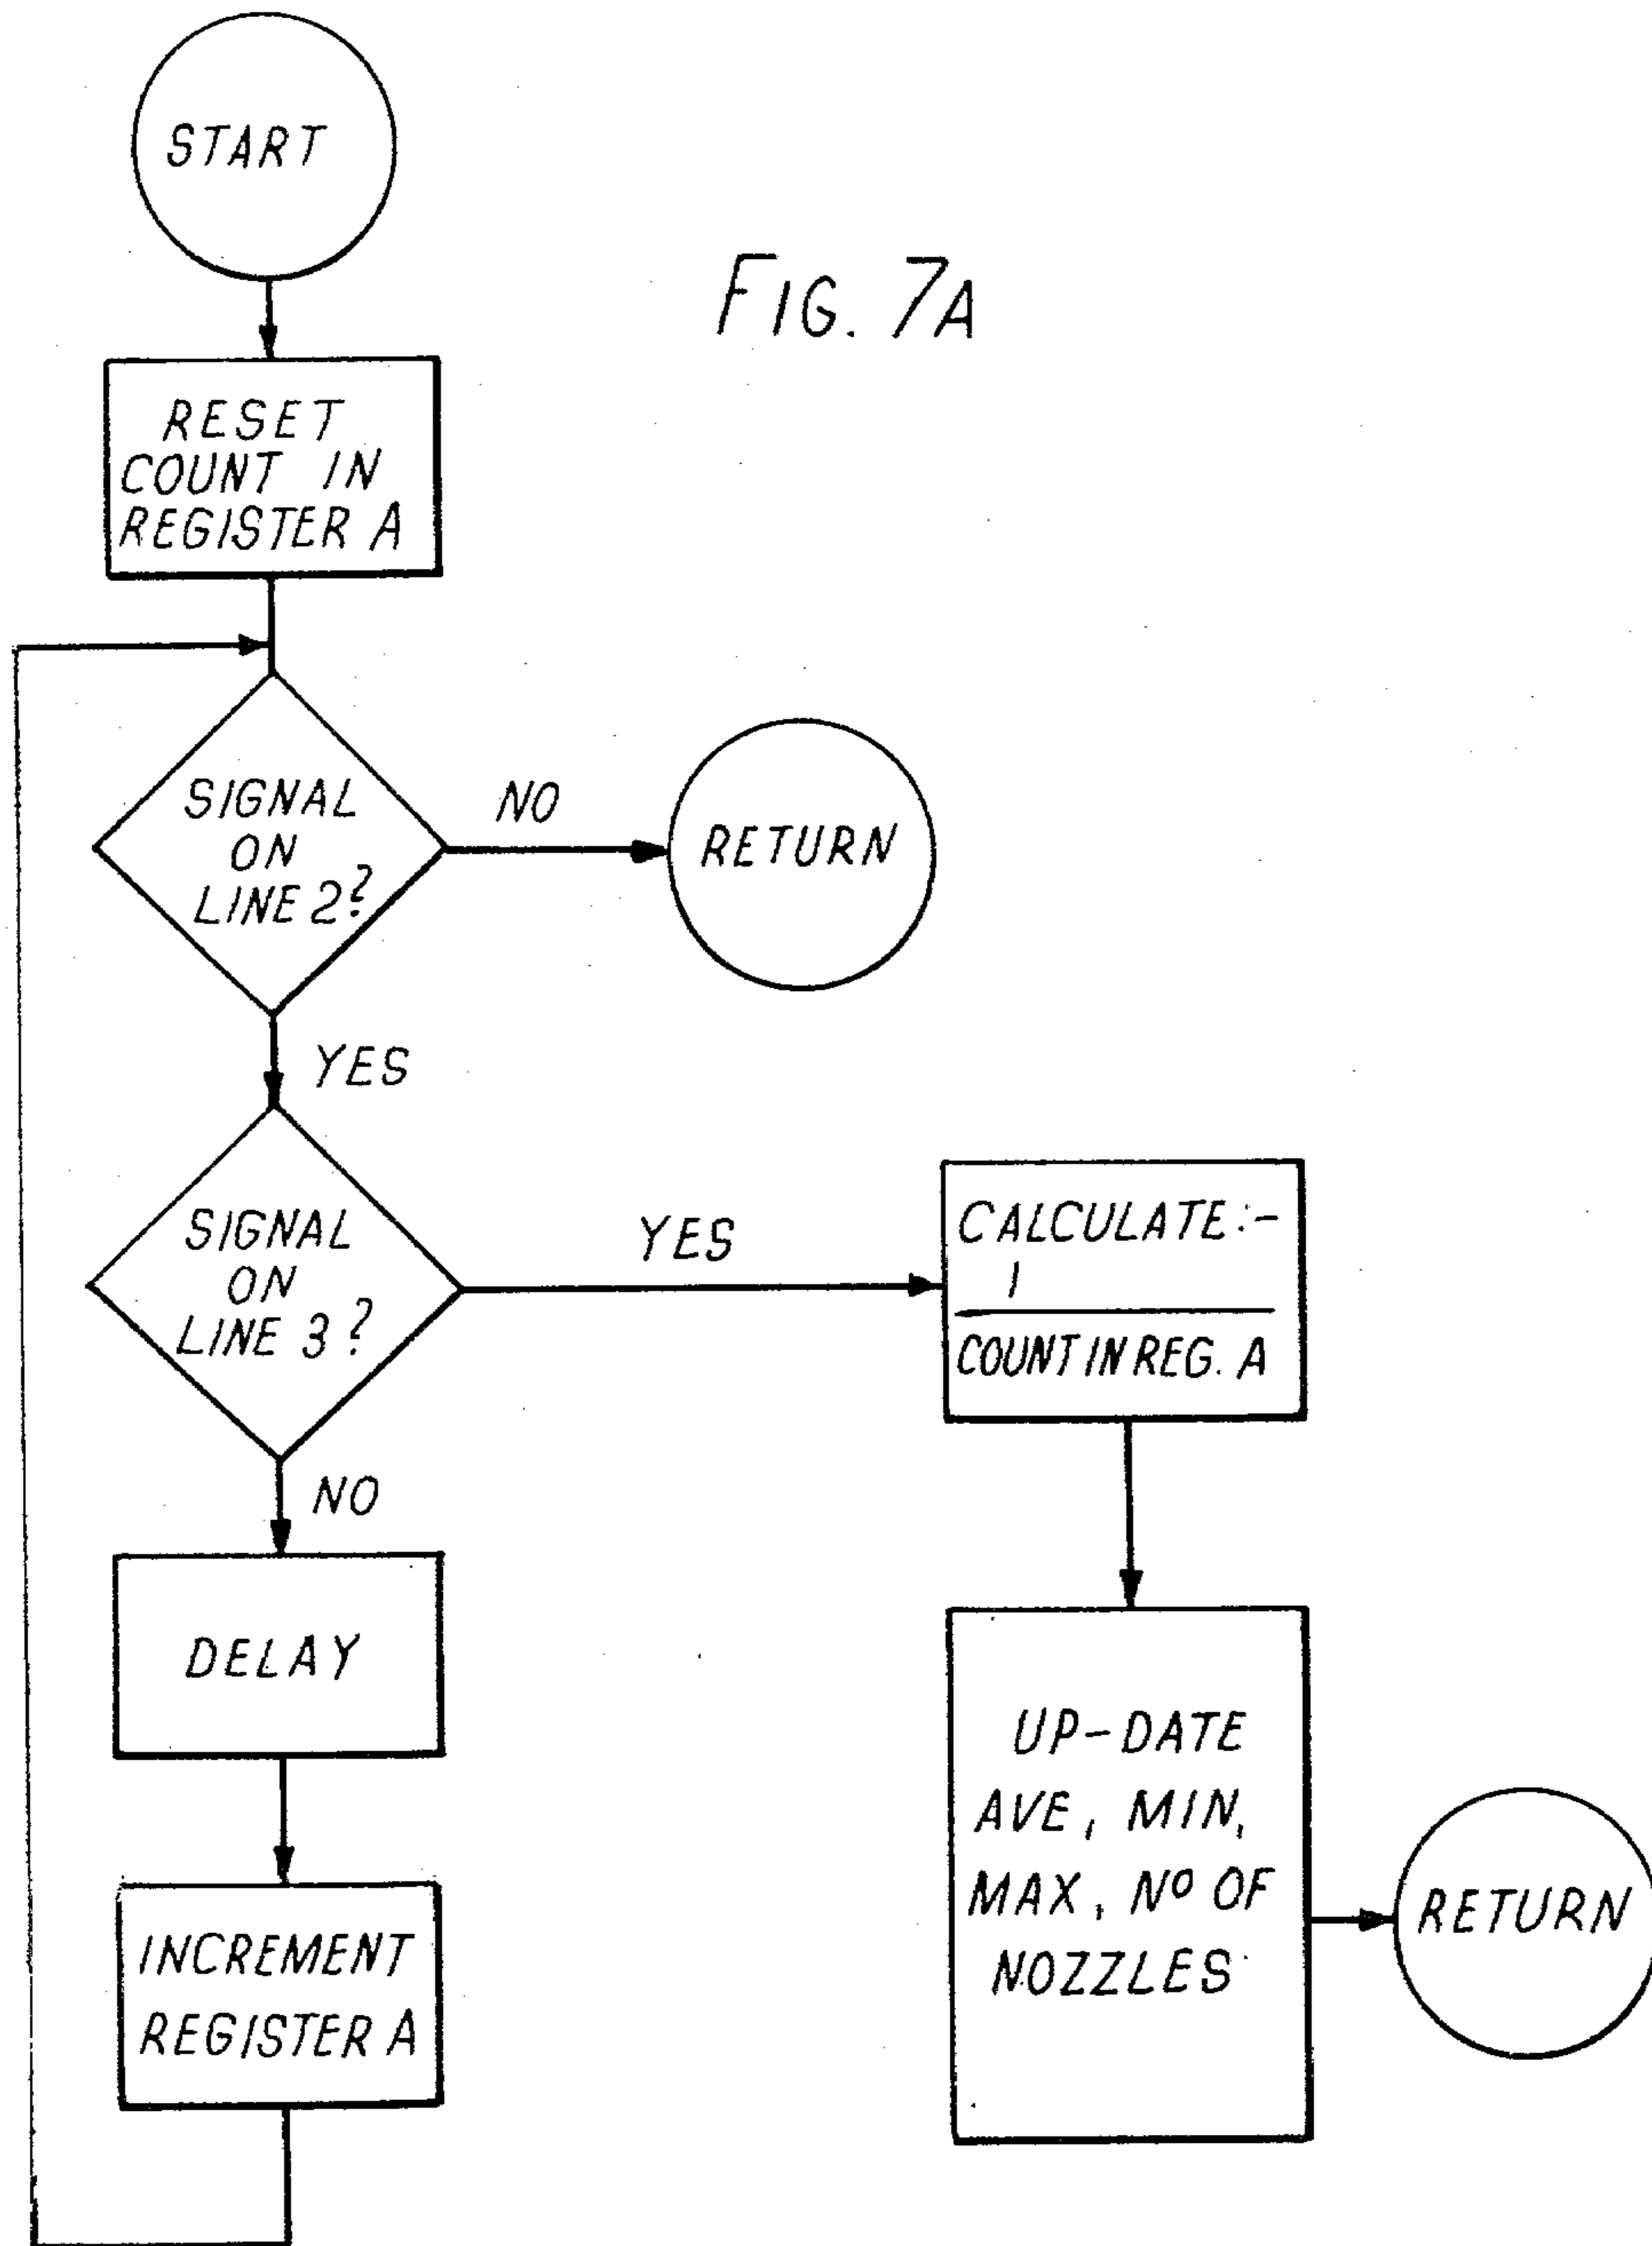 START
FIG. 7A
RESET
COUNT IN
REGISTER A
SIGNAL
ON
LINE 2?
NO
RETURN
YES
SIGNAL
ON
LINE 3?
YES
CALCULATE:-
1
COUNT IN REG. A
NO
DELAY
UP-DATE
AVE, MIN,
MAX, Nº OF
NOZZLES
RETURN
INCREMENT
REGISTER A